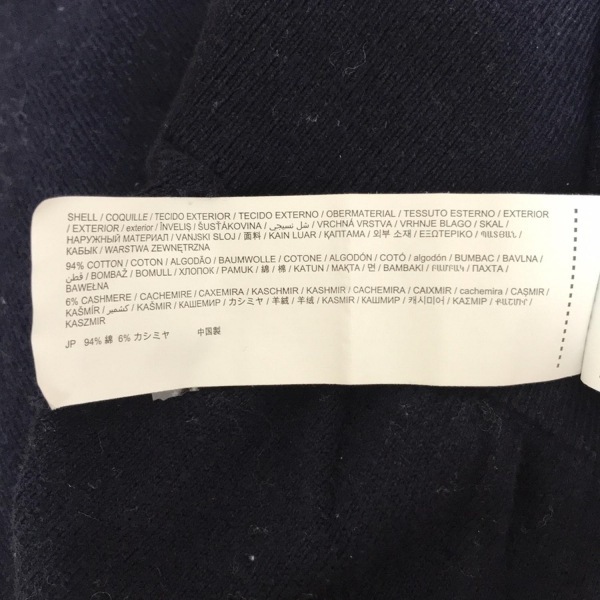 SHELL / COQUILLE / TECIDO EXTERIOR / TECIDO EXTERNO / OBERMATERIAL / TESSUTO ESTERNO / EXTERIOR
/ EXTERIOR / exterior / ÎNVELIŞ / ŠUSŤÁKOVINA / شل نسيجي / VRCHNÁ VRSTVA / VRHNJE BLAGO / SKAL /
НАРУЖНЫЙ МАТЕРИАЛ / VANJSKI SLOJ / 面料 / KAIN LUAR / ҚАПТАМА / 외부 소재 / ΕΞΩΤΕΡΙΚΟ /
КАБЫК / WARSTWA ZEWNĘTRZNA
94% COTTON / COTON / ALGODÃO / BAUMWOLLE / COTONE / ALGODÓN / COTÓ / algodón / BUMBAC / BAVLNA /
قطن / BOMBAŽ / BOMULL / ХЛОПОК / PAMUK / 綿 / 棉 / KATUN / МАҚТА / 면 / ΒΑΜΒΑΚΙ / ԲԱՄԲԱԿ / ПАХТА /
BAWEŁNA
6% CASHMERE / CACHEMIRE / CAXEMIRA / KASCHMIR / KASHMIR / CACHEMIRA / CAIXMIR / cachemira / CAŞMIR /
KAŠMÍR / كشمير / KAŠMIR / КАШЕМИР / カシミヤ / 羊絨 / 羊绒 / KASMIR / КАШМИР / 캐시미어 / ΚΑΣΜΙΡ / ՔԱՇՄԻՐ /
KASZMIR
JP 94% 綿 6% カシミヤ 中国製